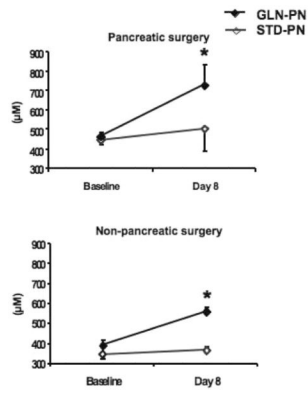 GLN-PN
STD-PN
Pancreatic surgery
*
900
800
700
600
500
400
300
(µM)
Baseline Day 8
Non-pancreatic surgery
*
900
800
700
600
500
400
300
(µM)
Baseline Day 8